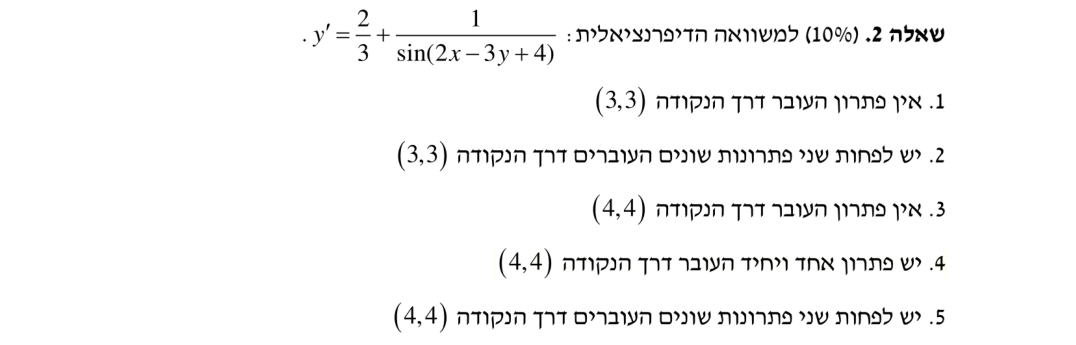 שאלה 2. (10%) למשוואה הדיפרנציאלית: y′ = 2/3 + 1/sin(2x − 3y + 4) .
1. אין פתרון העובר דרך הנקודה (3,3)
2. יש לפחות שני פתרונות שונים העוברים דרך הנקודה (3,3)
3. אין פתרון העובר דרך הנקודה (4,4)
4. יש פתרון אחד ויחיד העובר דרך הנקודה (4,4)
5. יש לפחות שני פתרונות שונים העוברים דרך הנקודה (4,4)